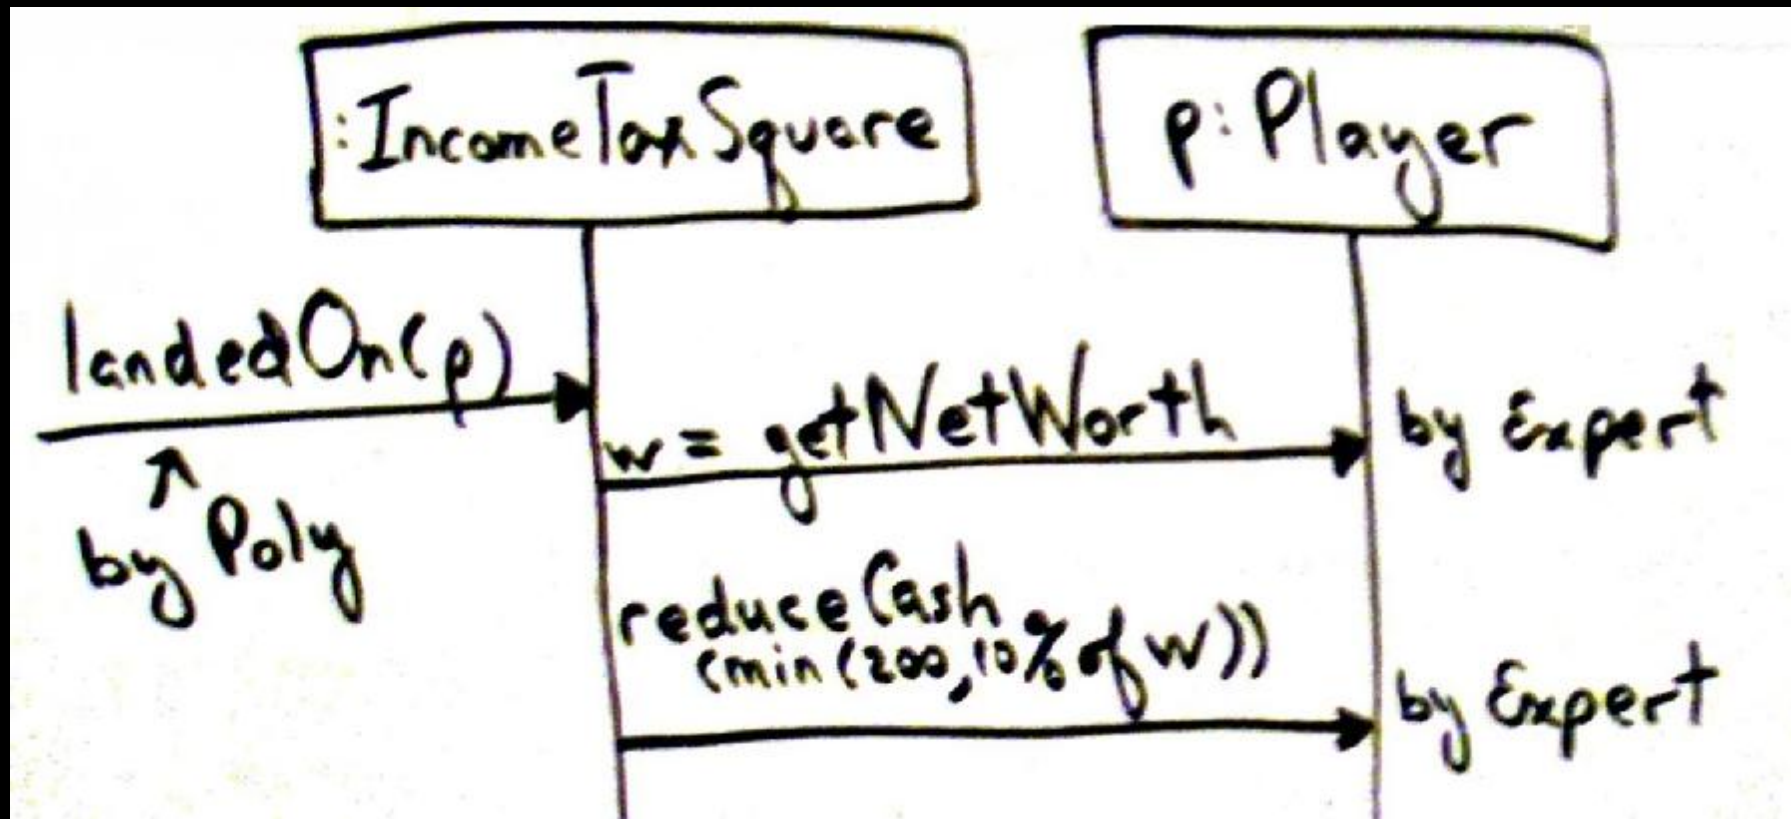 :IncomeTaxSquare
p:Player
landedOn(p)
by Poly
w = getNetWorth
by Expert
reduceCash
(min(200,10% of w))
by Expert